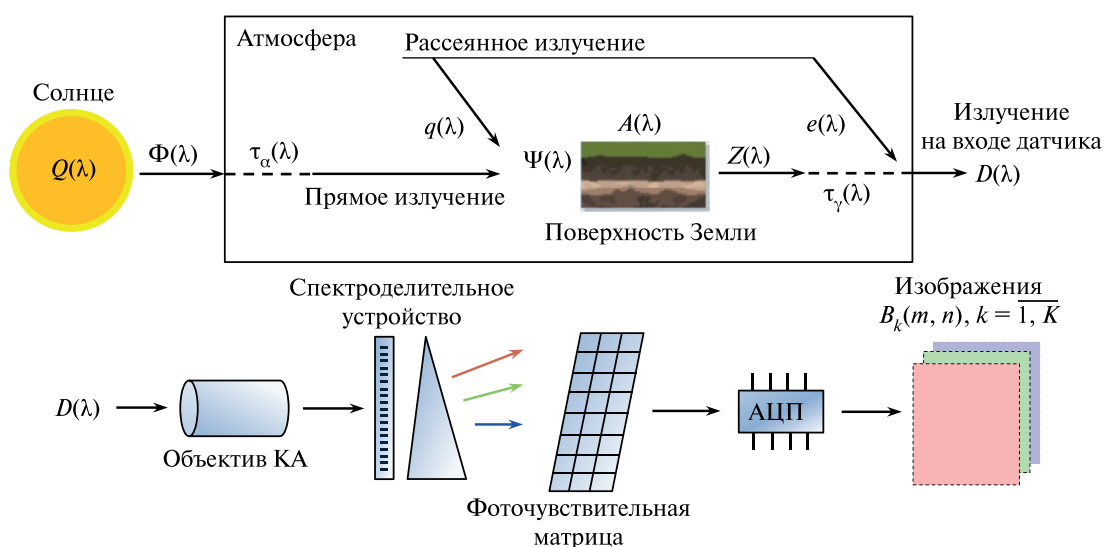 Атмосфера
Рассеянное излучение
Солнце
Q(λ)
Φ(λ)
τα(λ)
Прямое излучение
q(λ)
Ψ(λ)
A(λ)
Поверхность Земли
Z(λ)
e(λ)
τγ(λ)
Излучение
на входе датчика
D(λ)
D(λ)
Объектив КА
Спектроделительное
устройство
Фоточувствительная
матрица
АЦП
Изображения
Bk(m, n), k = 1, K